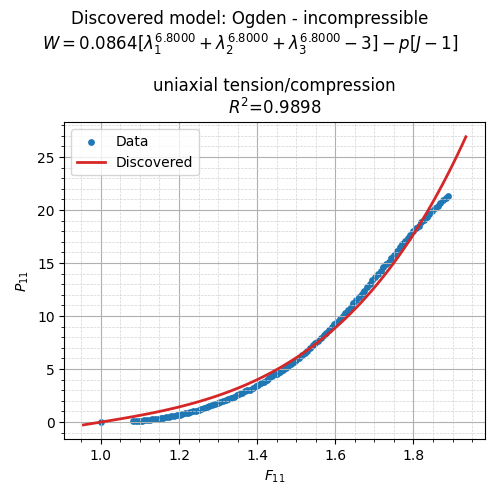 Discovered model: Ogden - incompressible
W = 0.0864[λ₁^6.8000 + λ₂^6.8000 + λ₃^6.8000 − 3] − p[J − 1]
uniaxial tension/compression
R²=0.9898
Data
Discovered
25
20
15
10
5
0
P₁₁
1.0 1.2 1.4 1.6 1.8
F₁₁